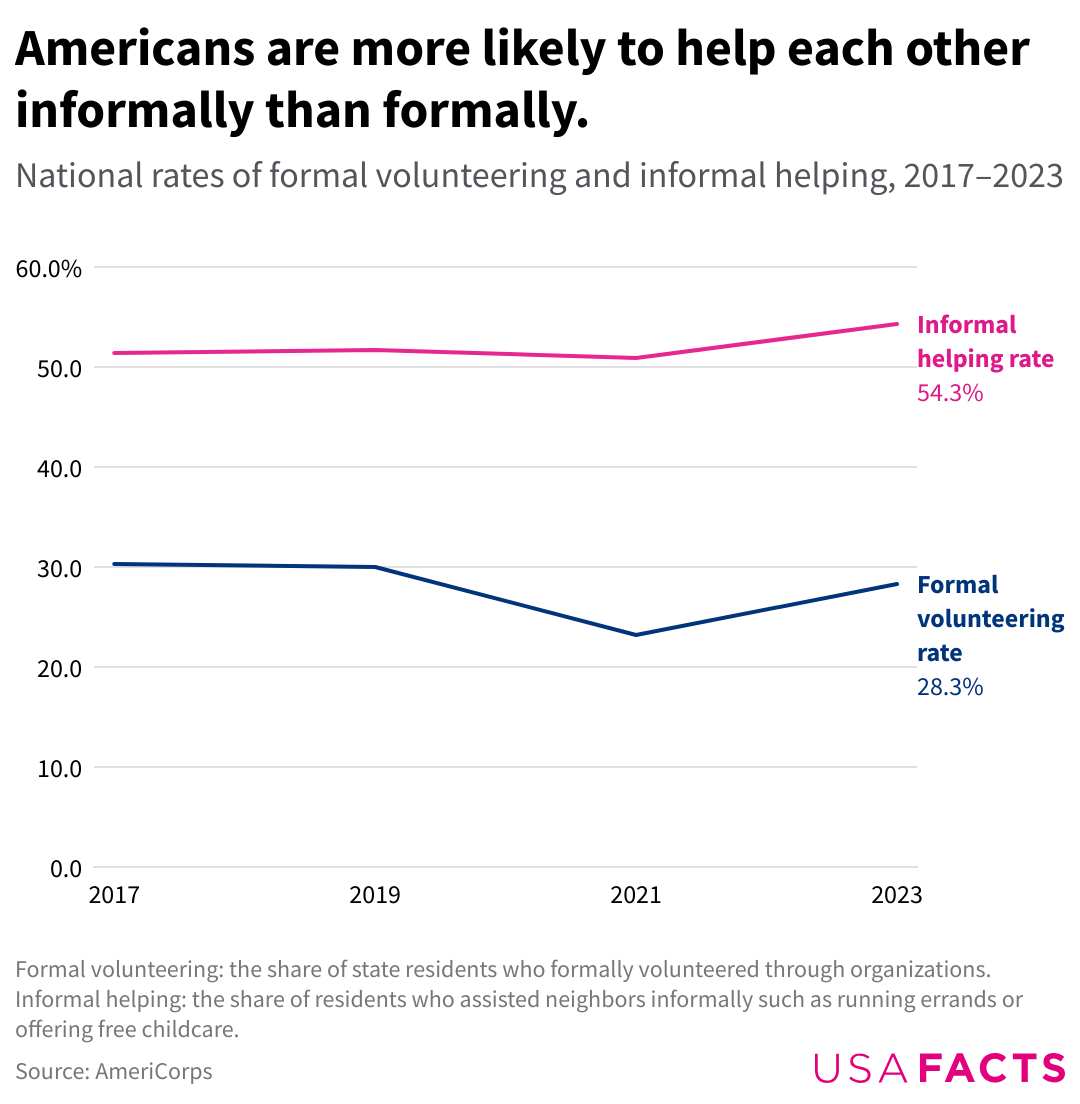 Americans are more likely to help each other
informally than formally.
National rates of formal volunteering and informal helping, 2017–2023
60.0%
50.0
40.0
30.0
20.0
10.0
0.0
Informal
helping rate
54.3%
Formal
volunteering
rate
28.3%
2017 2019 2021 2023
Formal volunteering: the share of state residents who formally volunteered through organizations.
Informal helping: the share of residents who assisted neighbors informally such as running errands or
offering free childcare.
Source: AmeriCorps
USAFACTS